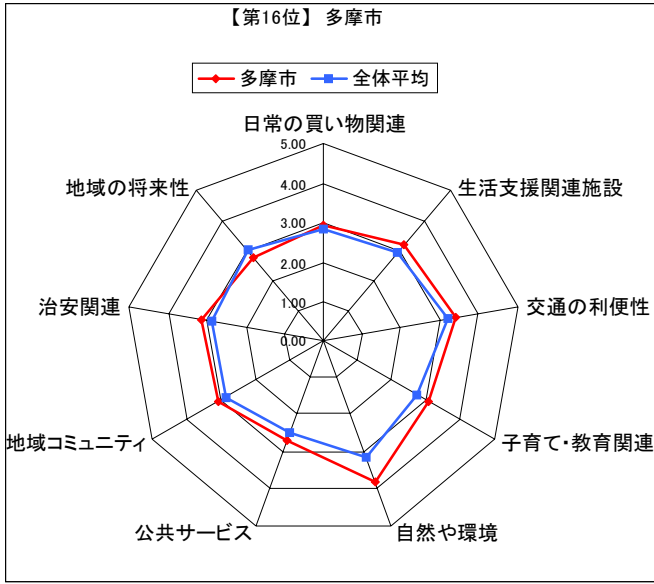 【第16位】 多摩市
多摩市 全体平均
日常の買い物関連
生活支援関連施設
交通の利便性
子育て・教育関連
自然や環境
公共サービス
地域コミュニティ
治安関連
地域の将来性
5.00
4.00
3.00
2.00
1.00
0.00